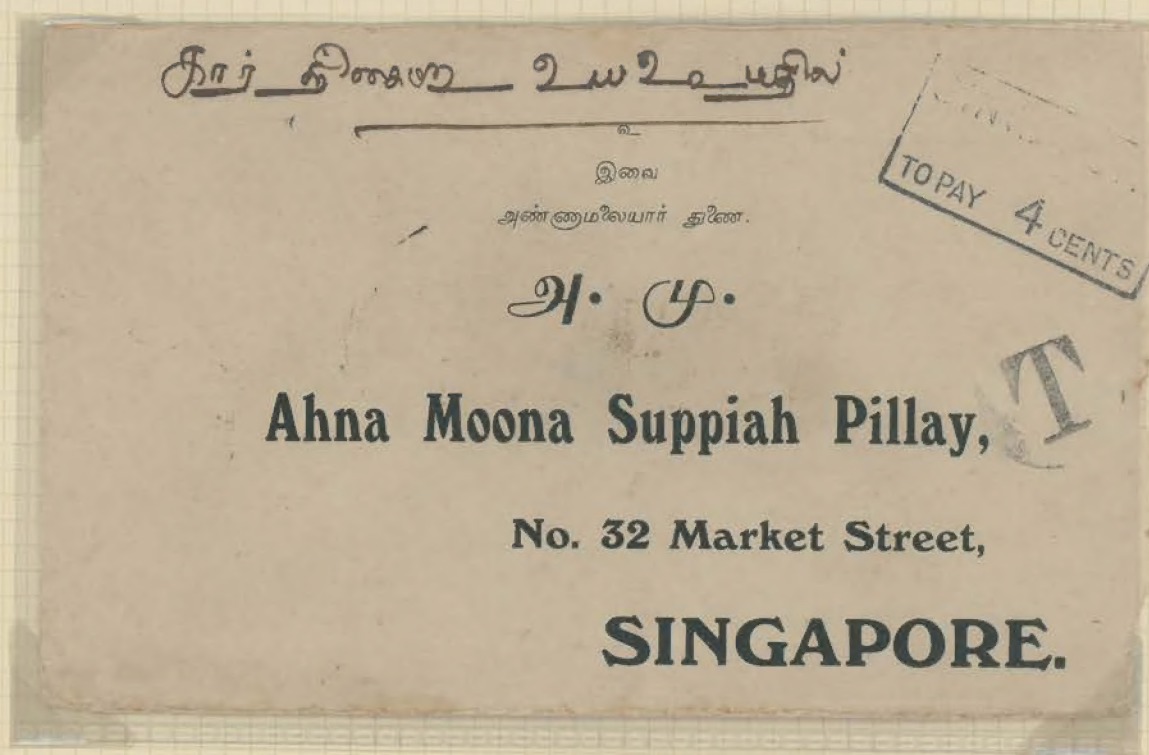 உ
இவை
அண்ணாமலையார் துணை.
அ. மு.
TO PAY 4 CENTS
T
Ahna Moona Suppiah Pillay,
No. 32 Market Street,
SINGAPORE.